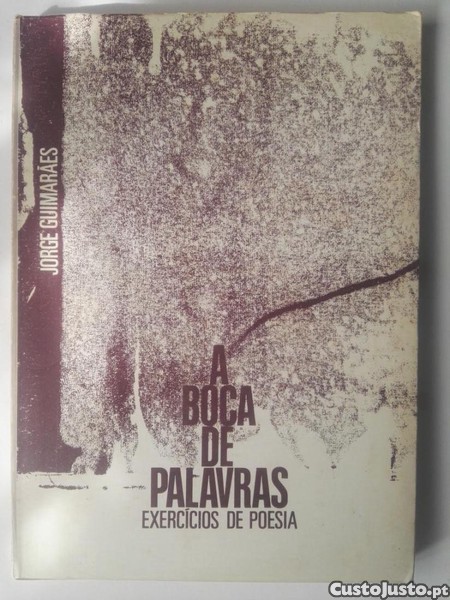 JORGE GUIMARÃES
A
BOCA
DE
PALAVRAS
EXERCÍCIOS DE POESIA
CustoJusto.pt